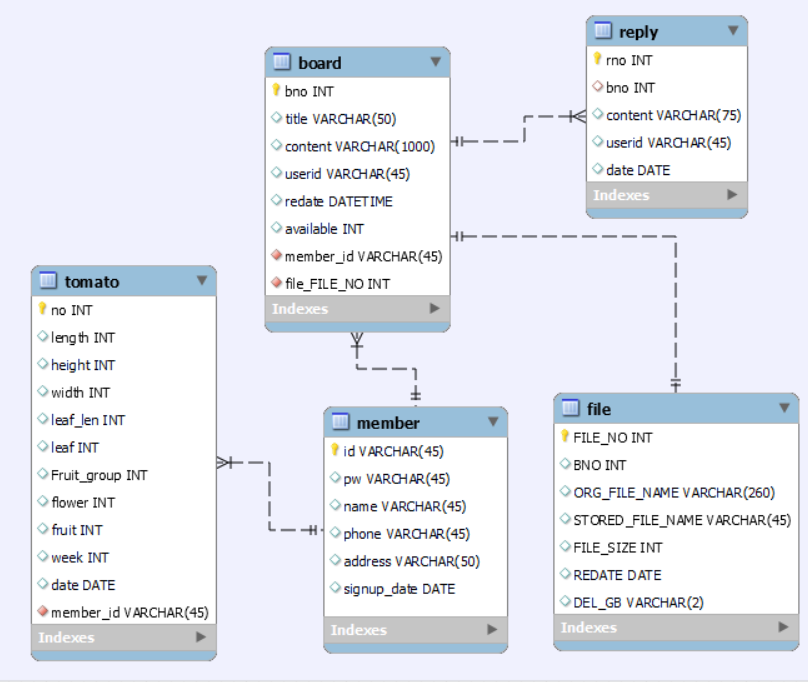 board
bno INT
title VARCHAR(50)
content VARCHAR(1000)
userid VARCHAR(45)
redate DATETIME
available INT
member_id VARCHAR(45)
file_FILE_NO INT
Indexes
reply
rno INT
bno INT
content VARCHAR(75)
userid VARCHAR(45)
date DATE
Indexes
tomato
no INT
length INT
height INT
width INT
leaf_len INT
leaf INT
Fruit_group INT
flower INT
fruit INT
week INT
date DATE
member_id VARCHAR(45)
Indexes
member
id VARCHAR(45)
pw VARCHAR(45)
name VARCHAR(45)
phone VARCHAR(45)
address VARCHAR(50)
signup_date DATE
Indexes
file
FILE_NO INT
BNO INT
ORG_FILE_NAME VARCHAR(260)
STORED_FILE_NAME VARCHAR(45)
FILE_SIZE INT
REDATE DATE
DEL_GB VARCHAR(2)
Indexes